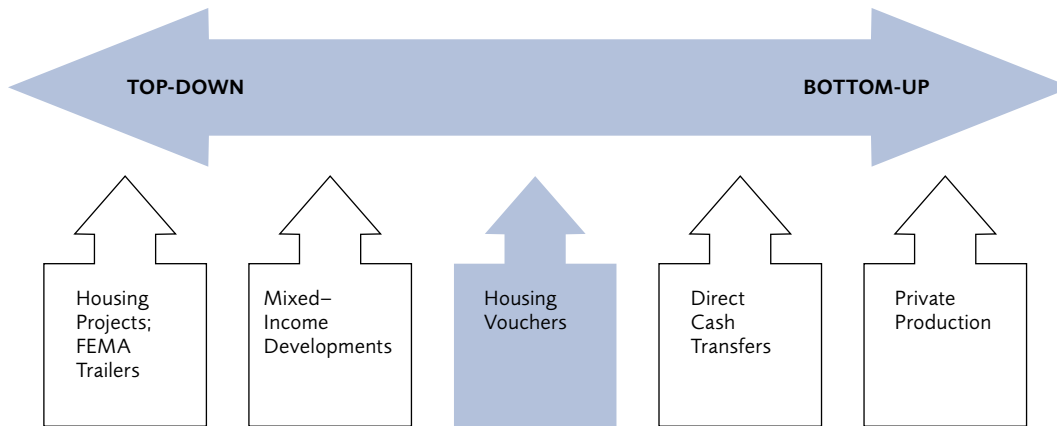 TOP-DOWN
BOTTOM-UP
Housing
Projects;
FEMA
Trailers
Mixed–
Income
Developments
Housing
Vouchers
Direct
Cash
Transfers
Private
Production